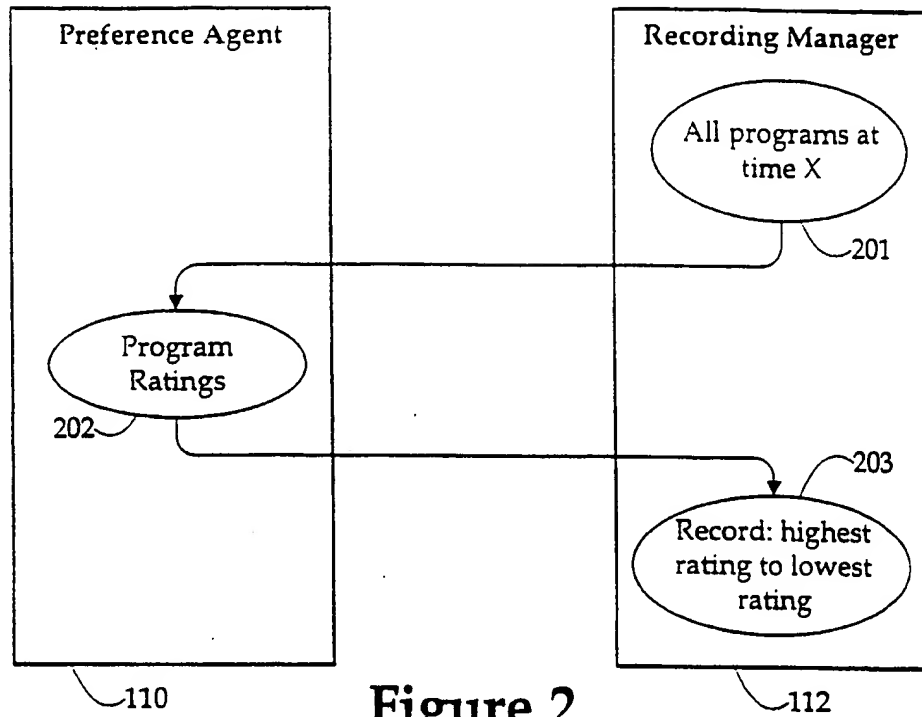 Preference Agent
Recording Manager
All programs at
time X
201
Program
Ratings
202
203
Record: highest
rating to lowest
rating
110
Figure 2
112